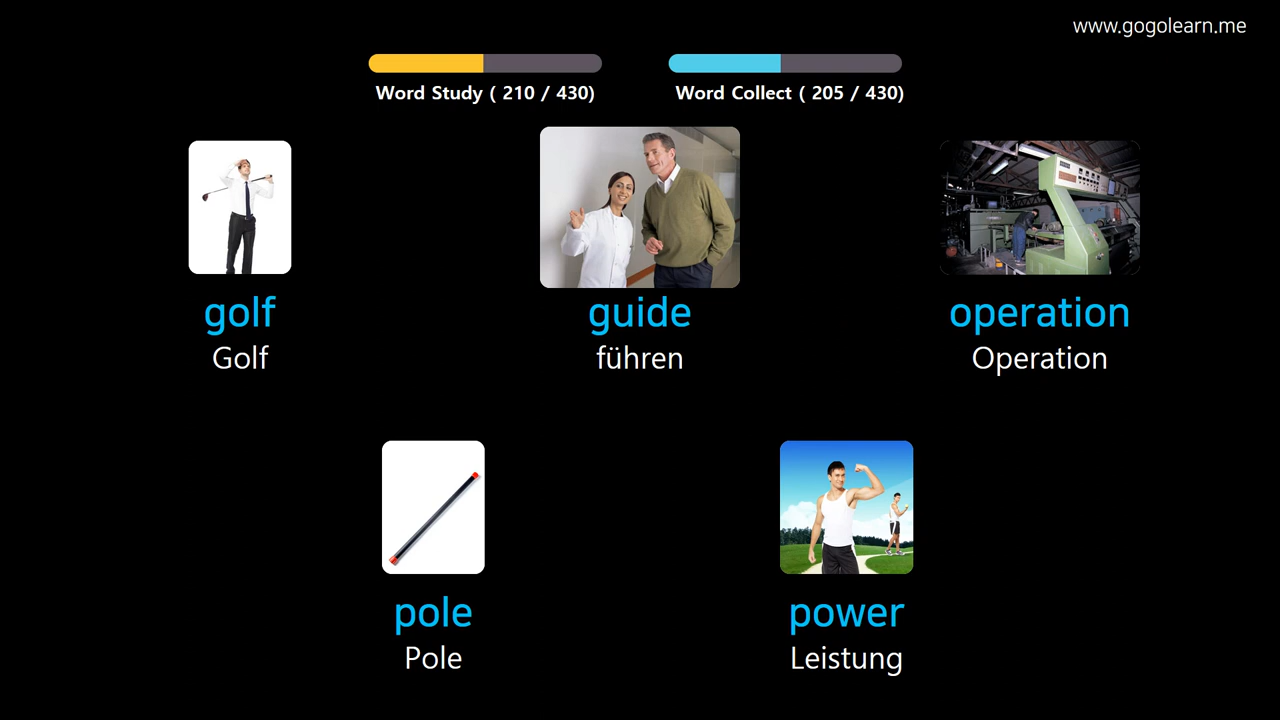 www.gogolearn.me
Word Study ( 210 / 430)
Word Collect ( 205 / 430)
golf
Golf
guide
führen
operation
Operation
pole
Pole
power
Leistung